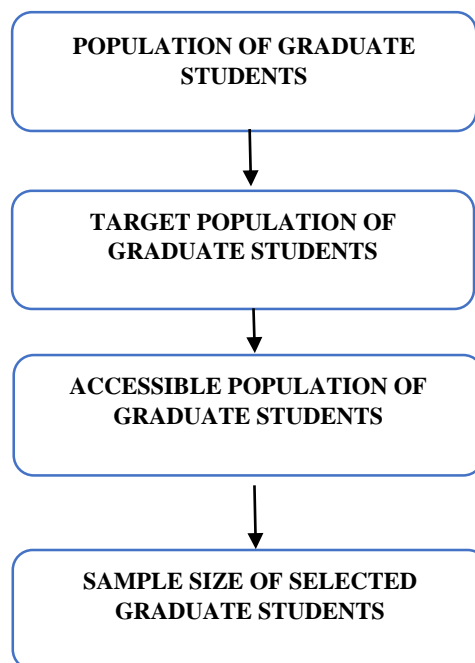 POPULATION OF GRADUATE
STUDENTS
TARGET POPULATION OF
GRADUATE STUDENTS
ACCESSIBLE POPULATION OF
GRADUATE STUDENTS
SAMPLE SIZE OF SELECTED
GRADUATE STUDENTS